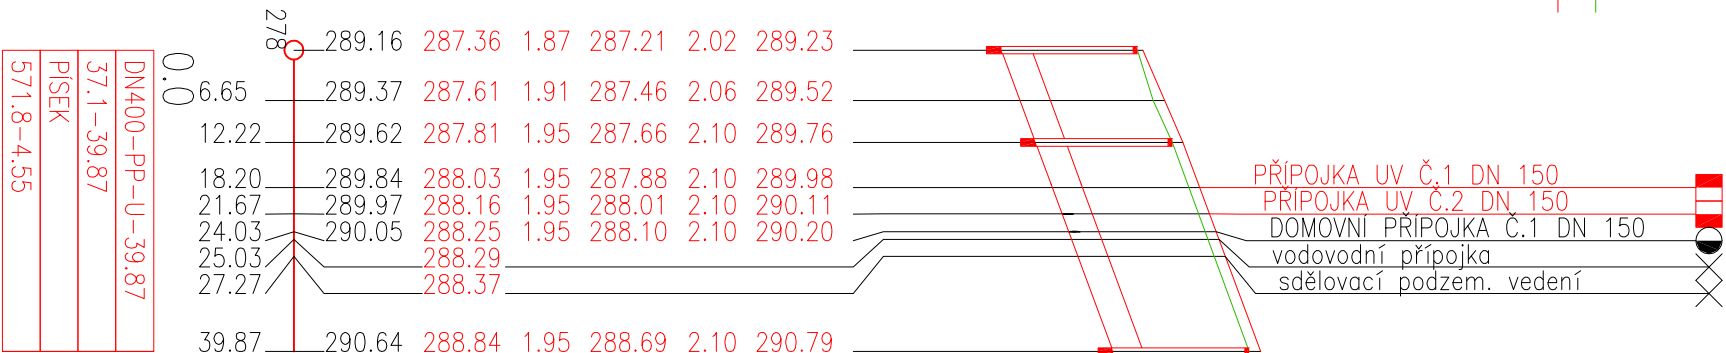 278
289.16 287.36 1.87 287.21 2.02 289.23
0.0
6.65 289.37 287.61 1.91 287.46 2.06 289.52
12.22 289.62 287.81 1.95 287.66 2.10 289.76
18.20 289.84 288.03 1.95 287.88 2.10 289.98 PŘÍPOJKA UV Č.1 DN 150
21.67 289.97 288.16 1.95 288.01 2.10 290.11 PŘÍPOJKA UV Č.2 DN 150
24.03 290.05 288.25 1.95 288.10 2.10 290.20 DOMOVNÍ PŘÍPOJKA Č.1 DN 150
25.03 288.29 vodovodní přípojka
27.27 288.37 sdělovací podzem. vedení
39.87 290.64 288.84 1.95 288.69 2.10 290.79
DN400-PP-U-39.87
37.1-39.87
PÍSEK
571.8-4.55